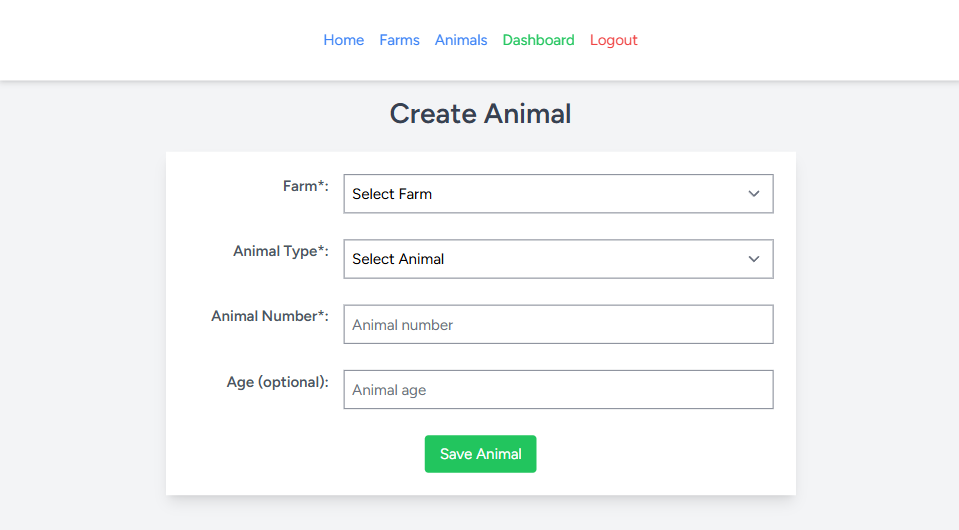 Home Farms Animals Dashboard Logout
Create Animal
Farm*: Select Farm
Animal Type*: Select Animal
Animal Number*: Animal number
Age (optional): Animal age
Save Animal